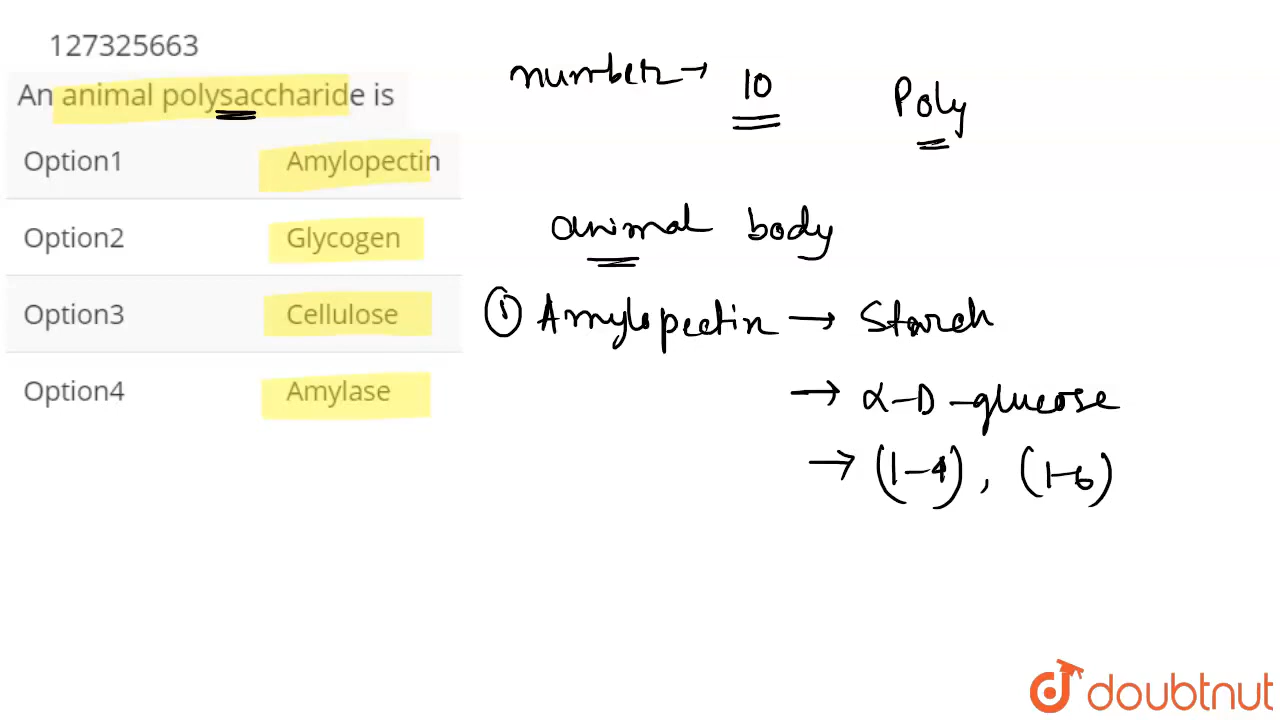 127325663
An animal polysaccharide is
Option1 Amylopectin
Option2 Glycogen
Option3 Cellulose
Option4 Amylase
number → 10
Poly
animal body
① Amylopectin → Starch
→ α-D-glucose
→ (1-4), (1-6)
doubtnut